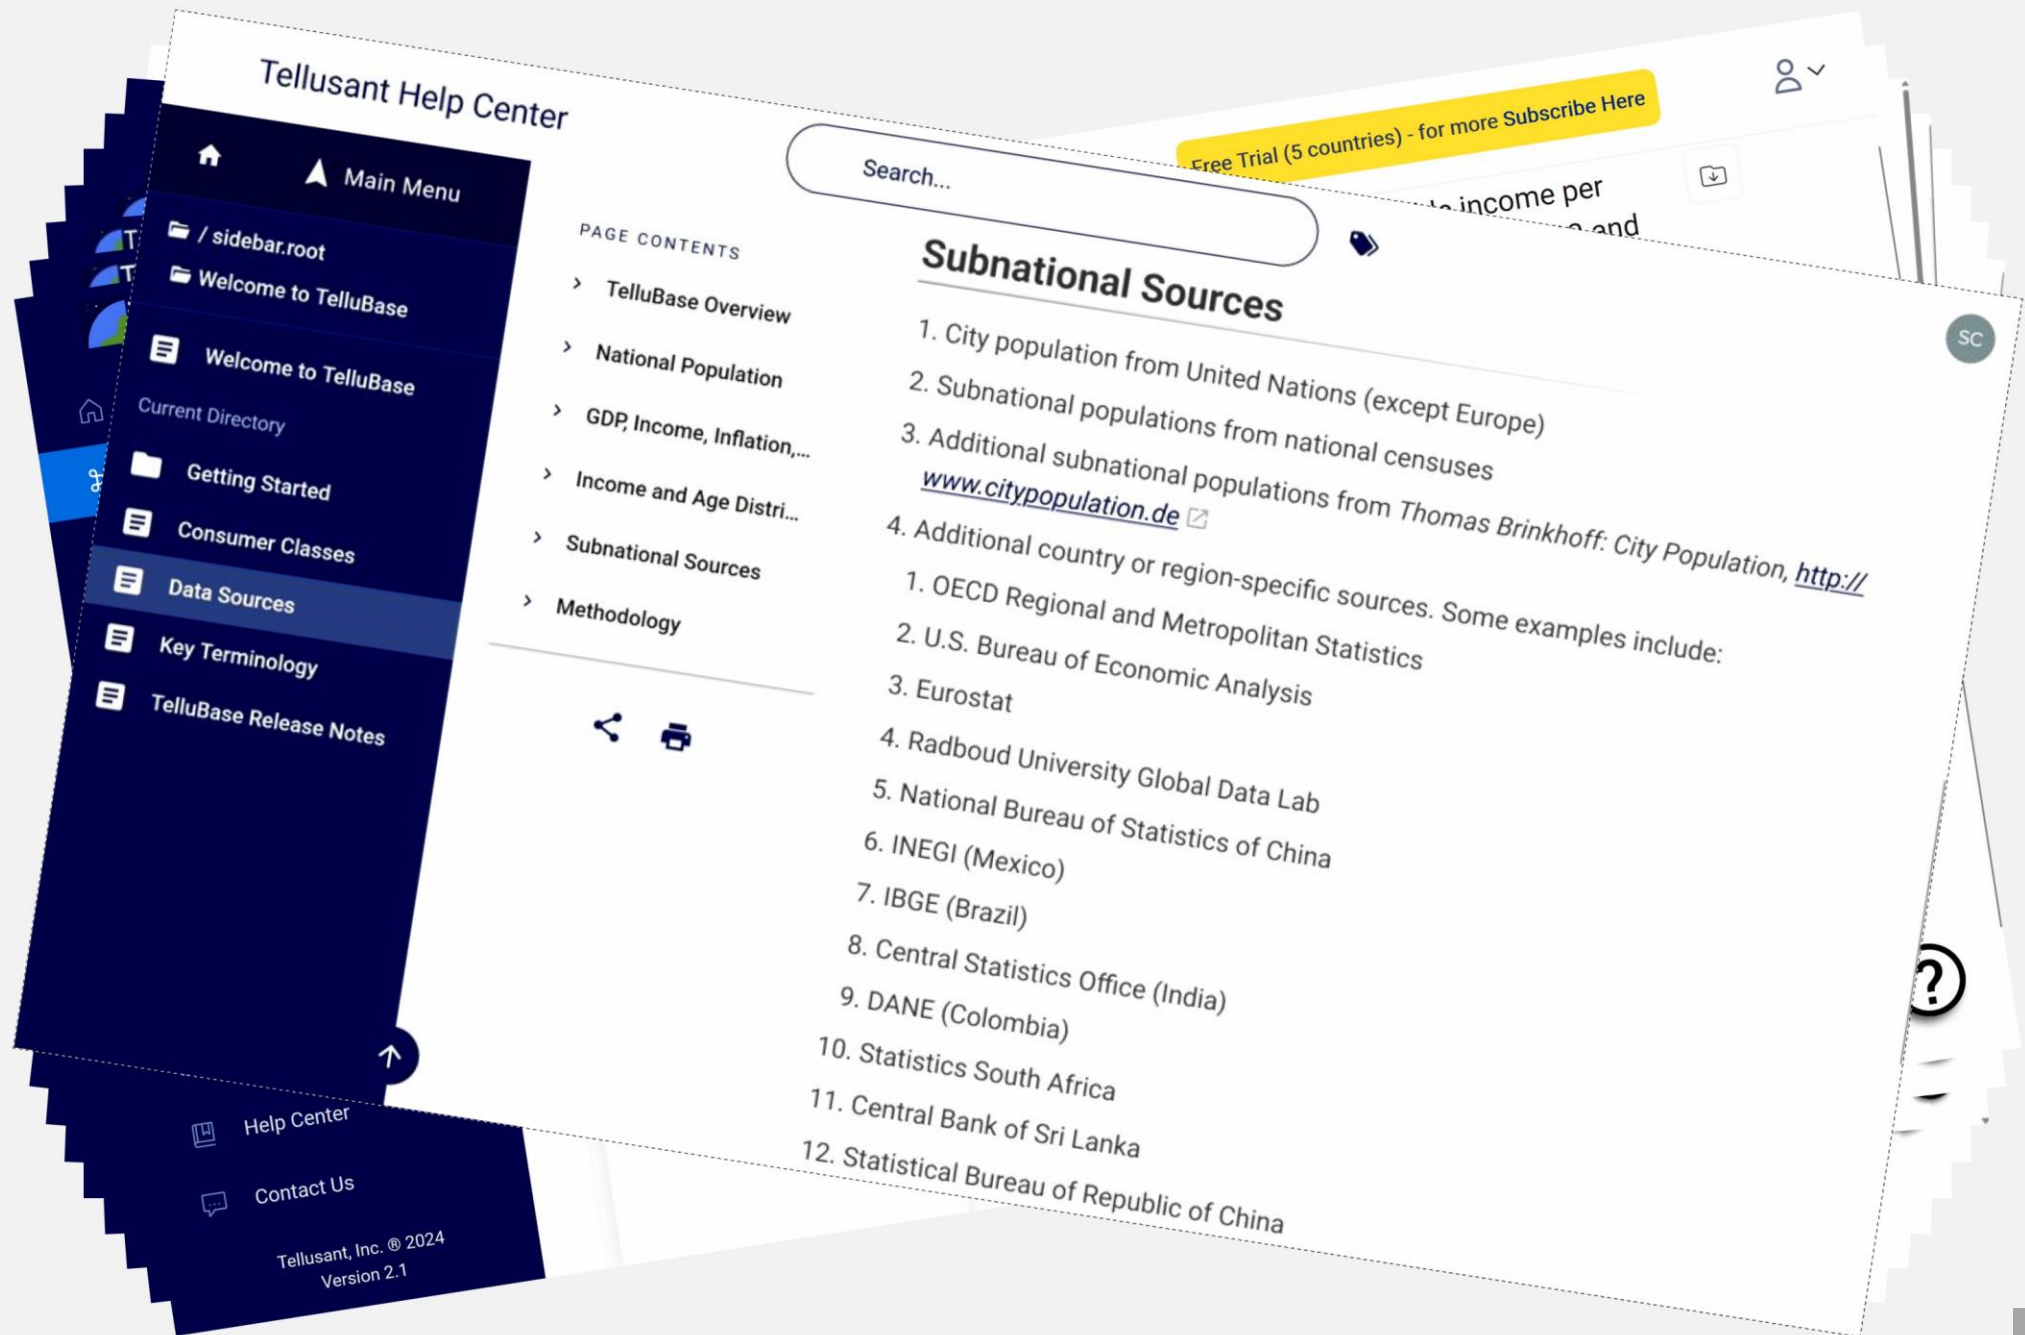 Tellusant Help Center
Search...
Free Trial (5 countries) - for more Subscribe Here
income per
and
SC
Main Menu
/ sidebar.root
Welcome to TelluBase
Welcome to TelluBase
Current Directory
Getting Started
Consumer Classes
Data Sources
Key Terminology
TelluBase Release Notes
PAGE CONTENTS
TelluBase Overview
National Population
GDP, Income, Inflation,...
Income and Age Distri...
Subnational Sources
Methodology
Subnational Sources
1. City population from United Nations (except Europe)
2. Subnational populations from national censuses
3. Additional subnational populations from Thomas Brinkhoff: City Population, http://
www.citypopulation.de
4. Additional country or region-specific sources. Some examples include:
1. OECD Regional and Metropolitan Statistics
2. U.S. Bureau of Economic Analysis
3. Eurostat
4. Radboud University Global Data Lab
5. National Bureau of Statistics of China
6. INEGI (Mexico)
7. IBGE (Brazil)
8. Central Statistics Office (India)
9. DANE (Colombia)
10. Statistics South Africa
11. Central Bank of Sri Lanka
12. Statistical Bureau of Republic of China
T
T
Help Center
Contact Us
Tellusant, Inc. ® 2024
Version 2.1
?